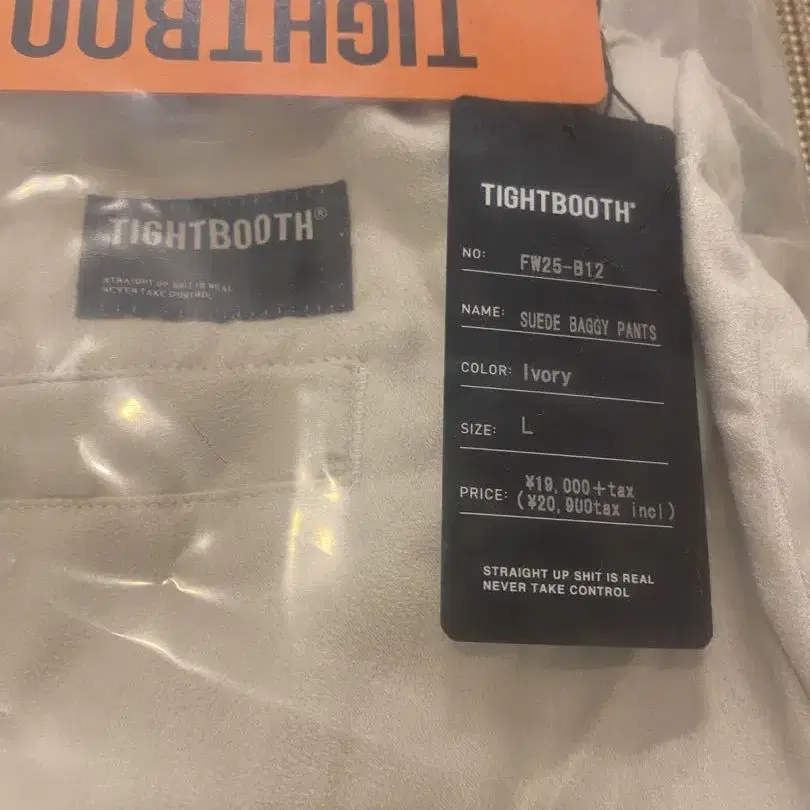 TIGHTBOO
TIGHTBOOTH®
STRAIGHT UP SHIT IS REAL
NEVER TAKE CONTROL
TIGHTBOOTH®
NO: FW25-B12
NAME: SUEDE BAGGY PANTS
COLOR: Ivory
SIZE: L
PRICE: ¥19,000+tax
(¥20,900tax incl)
STRAIGHT UP SHIT IS REAL
NEVER TAKE CONTROL